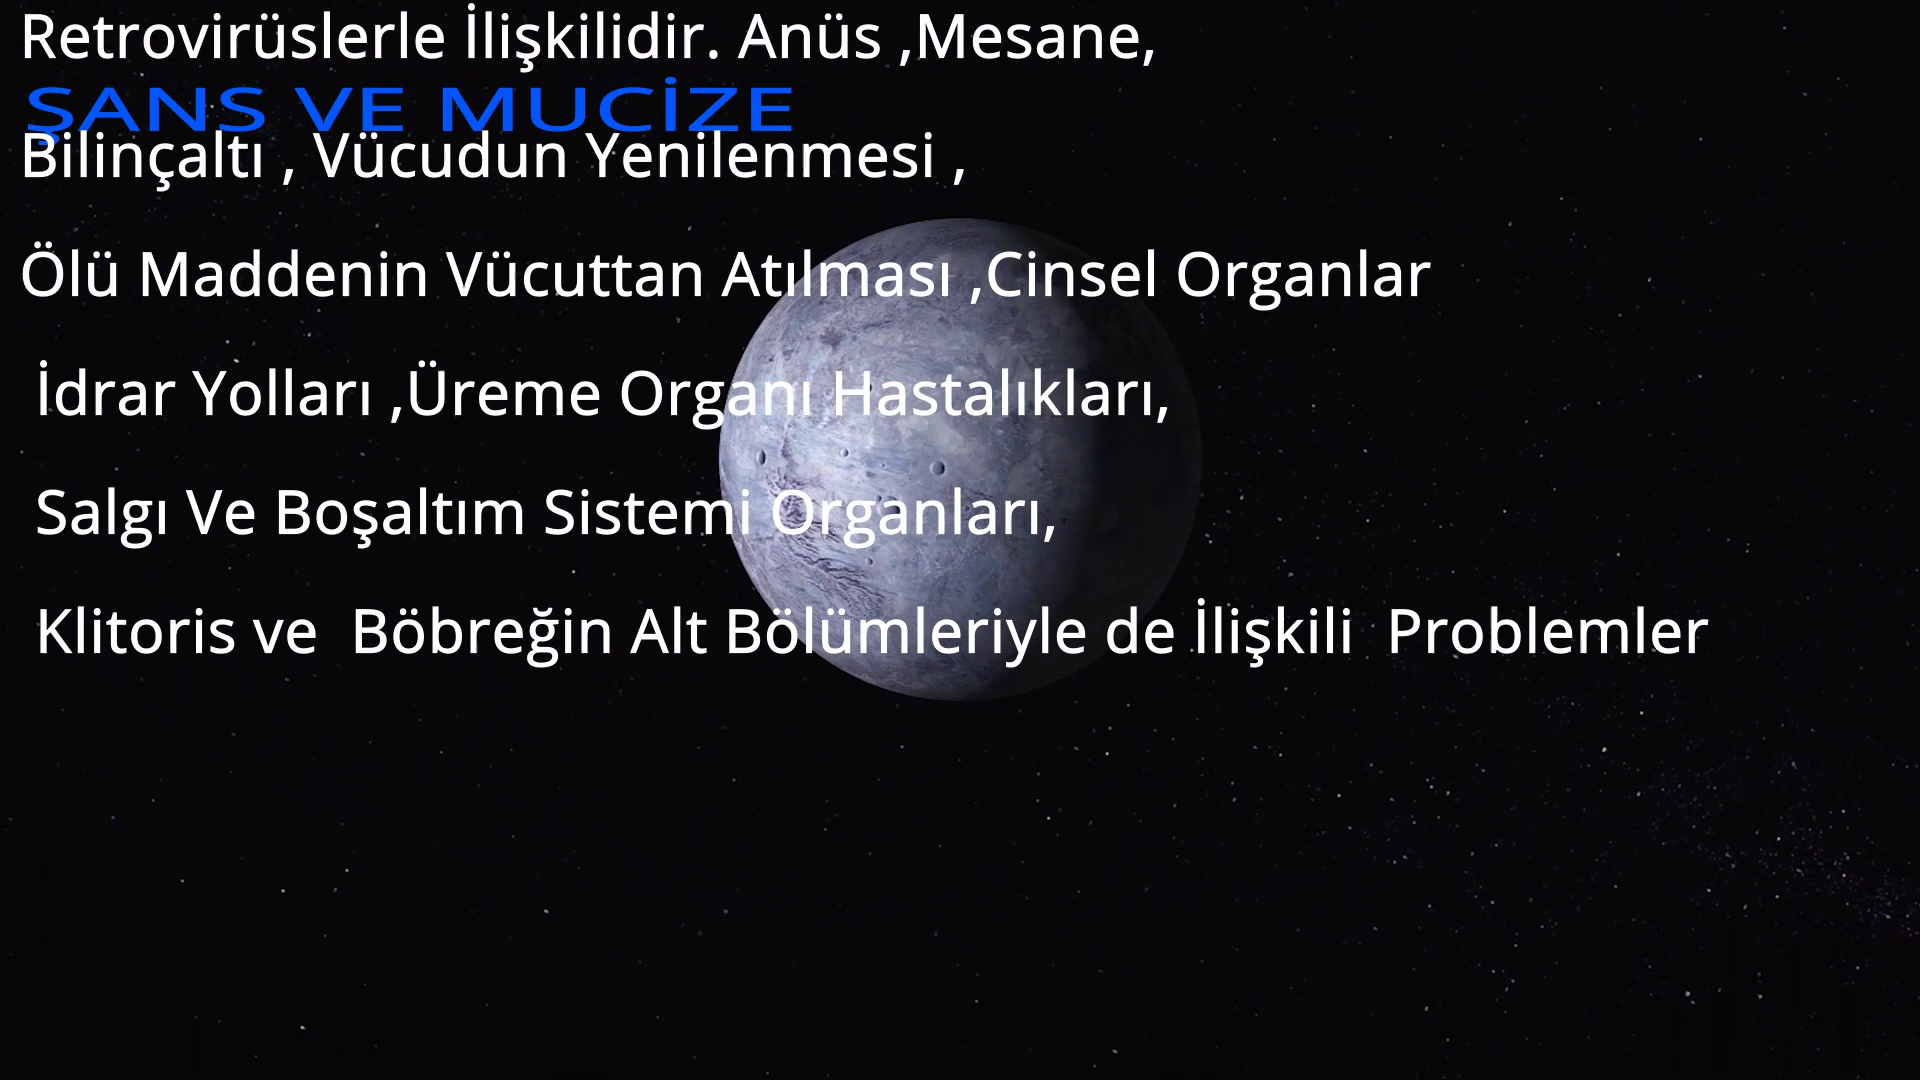 Retrovirüslerle İlişkilidir. Anüs ,Mesane,
ŞANS VE MUCİZE
Bilinçaltı , Vücudun Yenilenmesi ,
Ölü Maddenin Vücuttan Atılması ,Cinsel Organlar
İdrar Yolları ,Üreme Organı Hastalıkları,
Salgı Ve Boşaltım Sistemi Organları,
Klitoris ve  Böbreğin Alt Bölümleriyle de İlişkili  Problemler